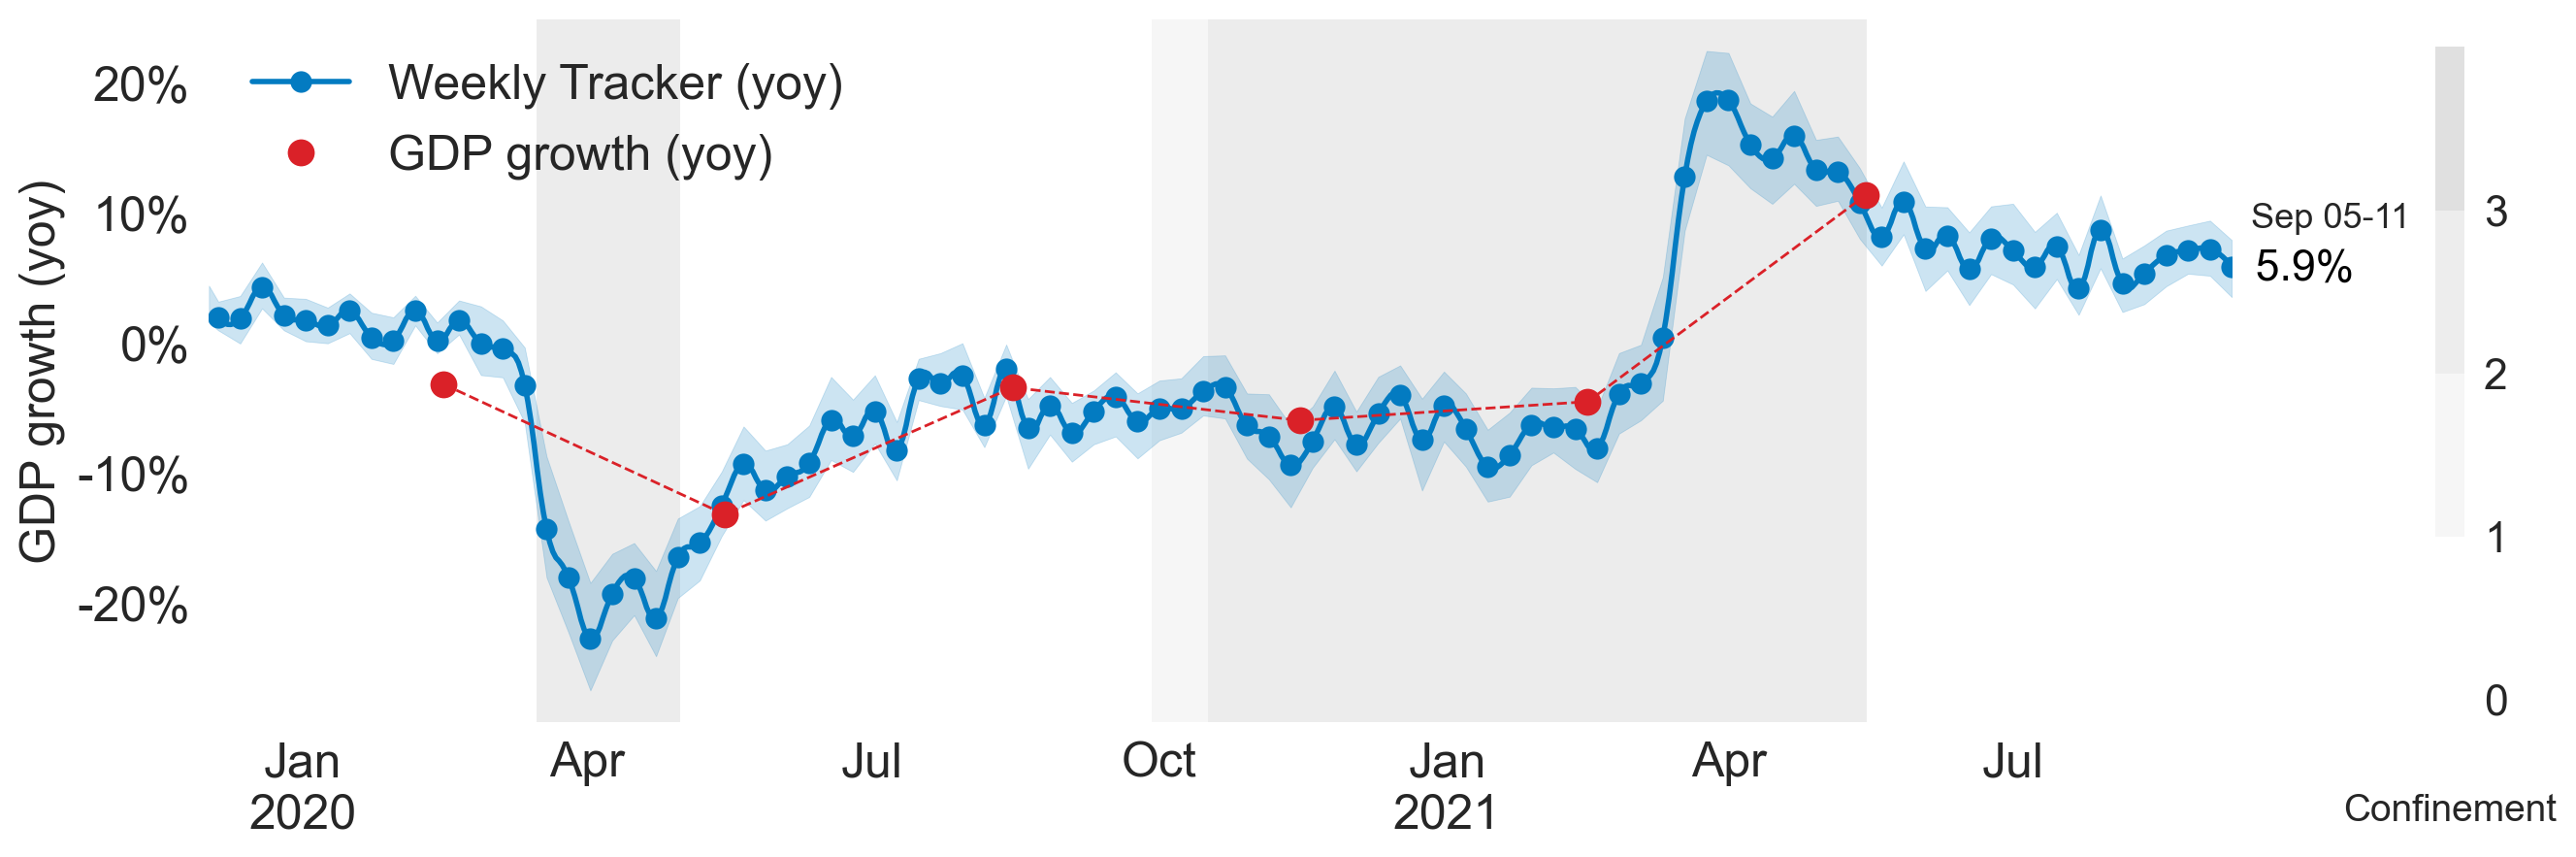 Weekly Tracker (yoy)
GDP growth (yoy)
GDP growth (yoy)
20%
10%
0%
-10%
-20%
Jan
2020
Apr
Jul
Oct
Jan
2021
Apr
Jul
Sep 05-11
5.9%
3
2
1
0
Confinement